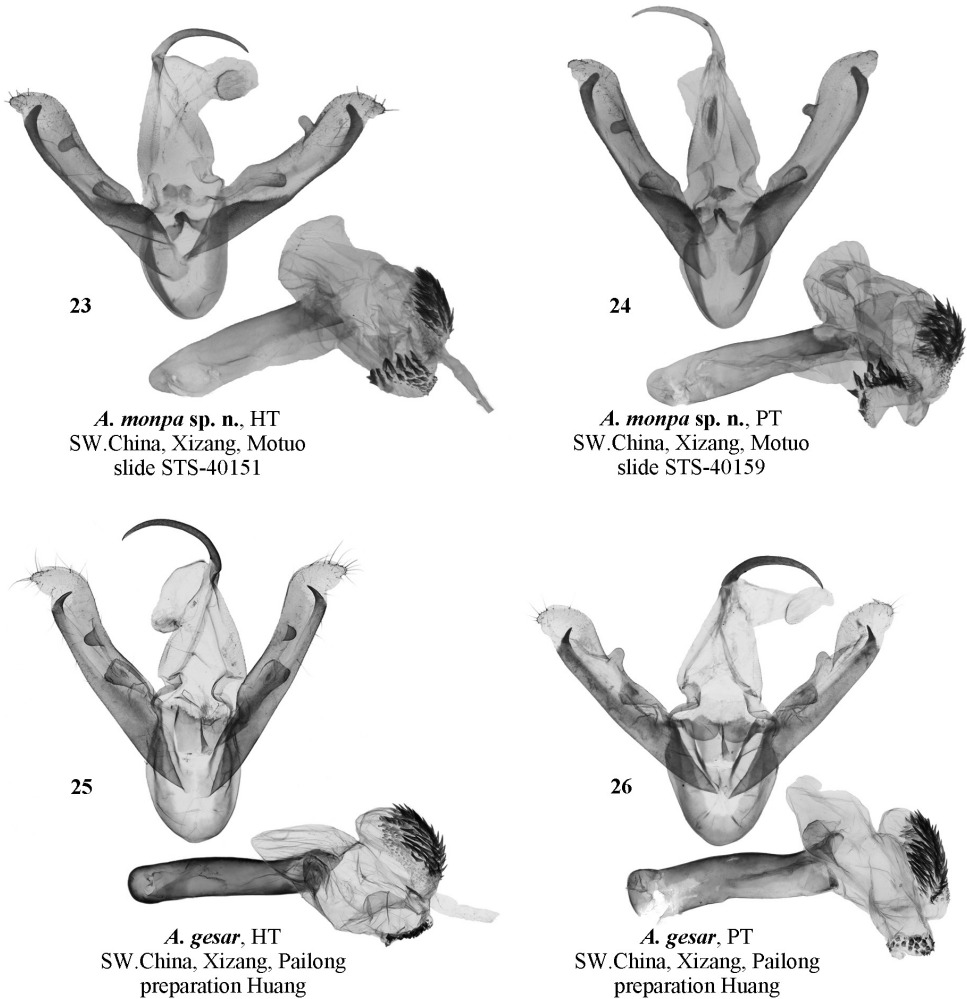 23
A. monpa sp. n., HT
SW.China, Xizang, Motuo
slide STS-40151
24
A. monpa sp. n., PT
SW.China, Xizang, Motuo
slide STS-40159
25
A. gesar, HT
SW.China, Xizang, Pailong
preparation Huang
26
A. gesar, PT
SW.China, Xizang, Pailong
preparation Huang